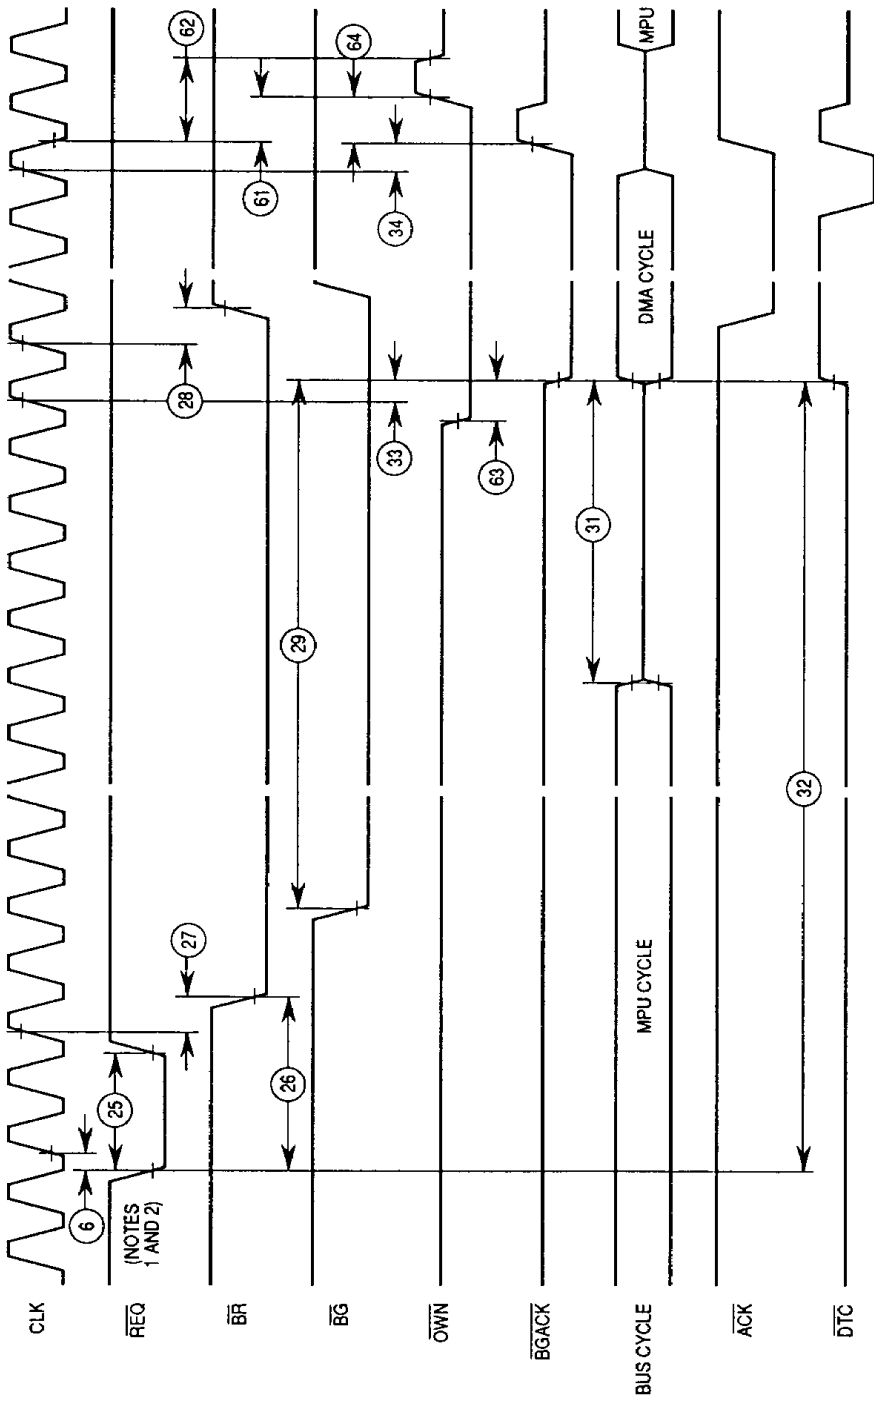 CLK
REQ
(NOTES
1 AND 2)
BR
BG
OWN
BGACK
BUS CYCLE
ACK
DTC
6
25
26
27
29
28
31
32
33
63
34
61
62
64
MPU CYCLE
DMA CYCLE
MPU